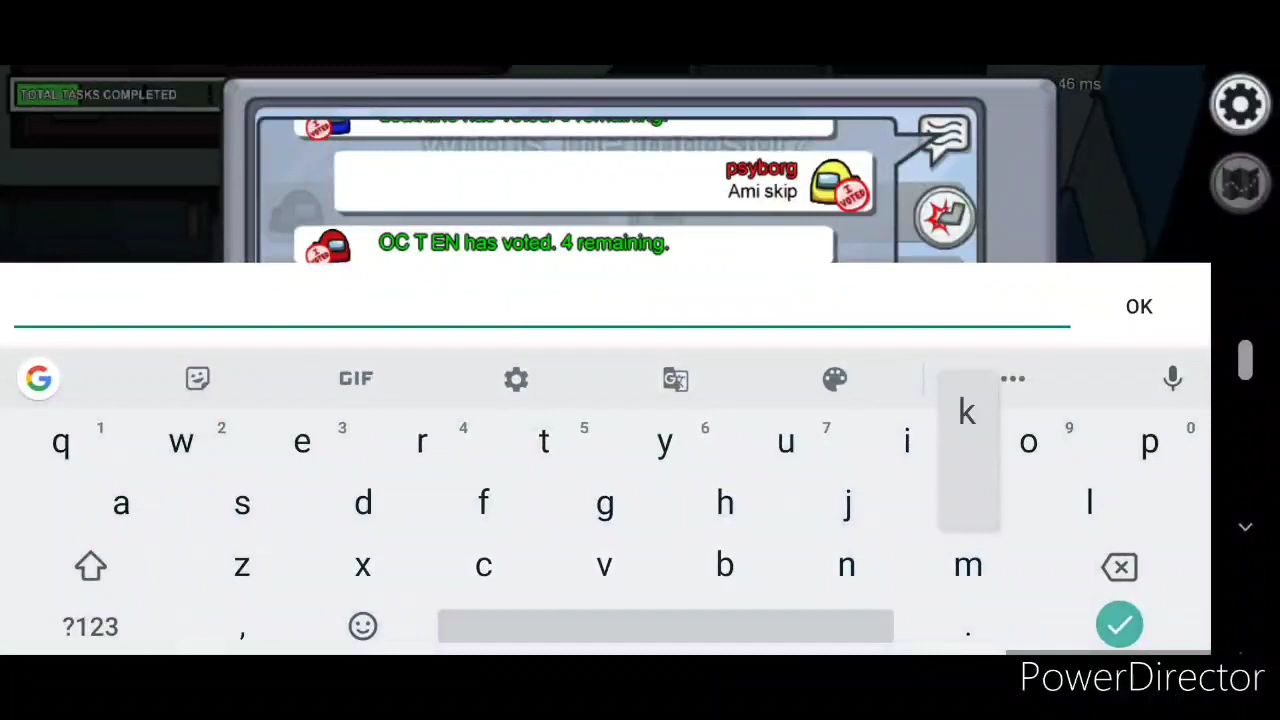 TOTAL TASKS COMPLETED
46 ms
psyborg
Ami skip
I VOTED
OC T EN has voted. 4 remaining.
OK
GIF
k
q 1 w 2 e 3 r 4 t 5 y 6 u 7 i o 9 p 0
a s d f g h j l
z x c v b n m
?123 , .
PowerDirector